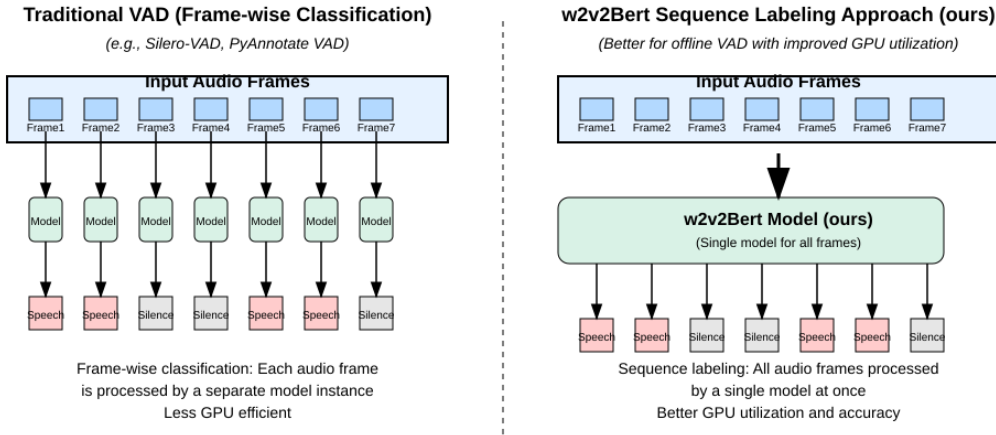 Traditional VAD (Frame-wise Classification)
(e.g., Silero-VAD, PyAnnotate VAD)
Input Audio Frames
Frame1 Frame2 Frame3 Frame4 Frame5 Frame6 Frame7
Model Model Model Model Model Model Model
Speech Speech Silence Silence Speech Speech Silence
Frame-wise classification: Each audio frame
is processed by a separate model instance
Less GPU efficient
w2v2Bert Sequence Labeling Approach (ours)
(Better for offline VAD with improved GPU utilization)
Input Audio Frames
Frame1 Frame2 Frame3 Frame4 Frame5 Frame6 Frame7
w2v2Bert Model (ours)
(Single model for all frames)
Speech Speech Silence Silence Speech Speech Silence
Sequence labeling: All audio frames processed
by a single model at once
Better GPU utilization and accuracy